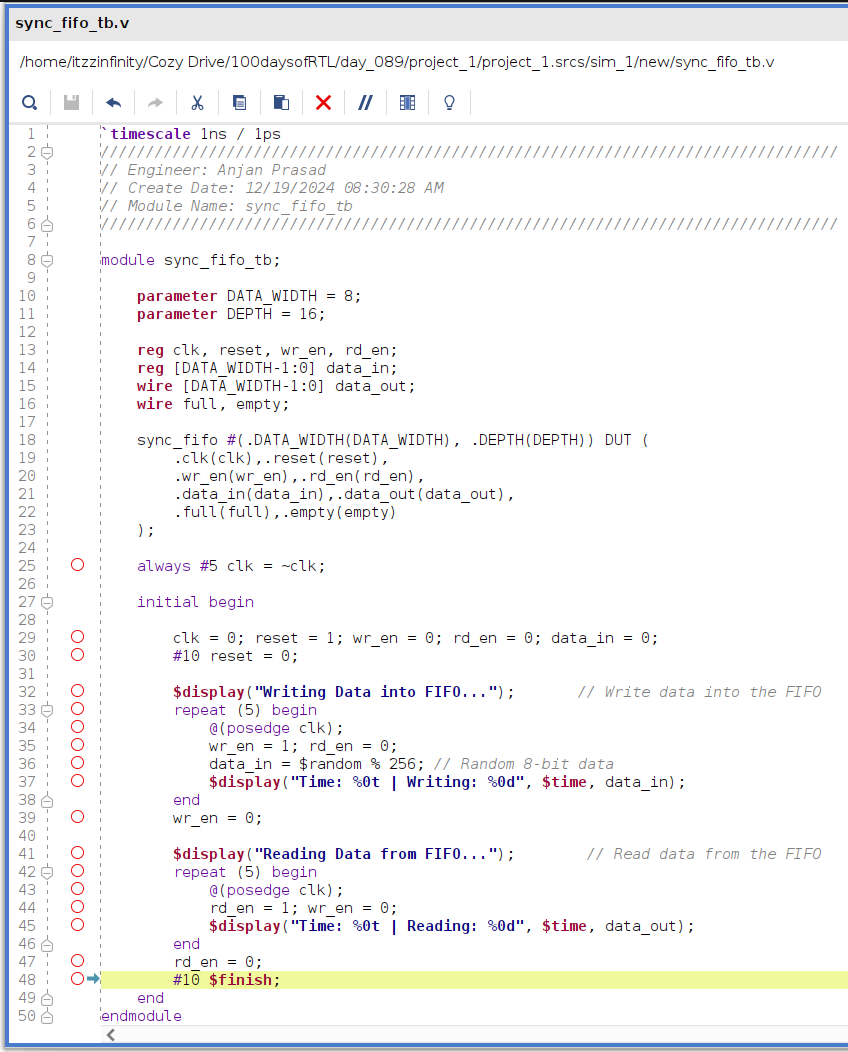 sync_fifo_tb.v
/home/itzzinfinity/Cozy Drive/100daysofRTL/day_089/project_1/project_1.srcs/sim_1/new/sync_fifo_tb.v
1 `timescale 1ns / 1ps
2 //////////////////////////////////////////////////////////////////////////////////
3 // Engineer: Anjan Prasad
4 // Create Date: 12/19/2024 08:30:28 AM
5 // Module Name: sync_fifo_tb
6 //////////////////////////////////////////////////////////////////////////////////
7
8 module sync_fifo_tb;
9
10     parameter DATA_WIDTH = 8;
11     parameter DEPTH = 16;
12
13     reg clk, reset, wr_en, rd_en;
14     reg [DATA_WIDTH-1:0] data_in;
15     wire [DATA_WIDTH-1:0] data_out;
16     wire full, empty;
17
18     sync_fifo #(.DATA_WIDTH(DATA_WIDTH), .DEPTH(DEPTH)) DUT (
19         .clk(clk),.reset(reset),
20         .wr_en(wr_en),.rd_en(rd_en),
21         .data_in(data_in),.data_out(data_out),
22         .full(full),.empty(empty)
23     );
24
25     always #5 clk = ~clk;
26
27     initial begin
28
29         clk = 0; reset = 1; wr_en = 0; rd_en = 0; data_in = 0;
30         #10 reset = 0;
31
32         $display("Writing Data into FIFO...");       // Write data into the FIFO
33         repeat (5) begin
34             @(posedge clk);
35             wr_en = 1; rd_en = 0;
36             data_in = $random % 256; // Random 8-bit data
37             $display("Time: %0t | Writing: %0d", $time, data_in);
38         end
39         wr_en = 0;
40
41         $display("Reading Data from FIFO...");        // Read data from the FIFO
42         repeat (5) begin
43             @(posedge clk);
44             rd_en = 1; wr_en = 0;
45             $display("Time: %0t | Reading: %0d", $time, data_out);
46         end
47         rd_en = 0;
48         #10 $finish;
49     end
50 endmodule